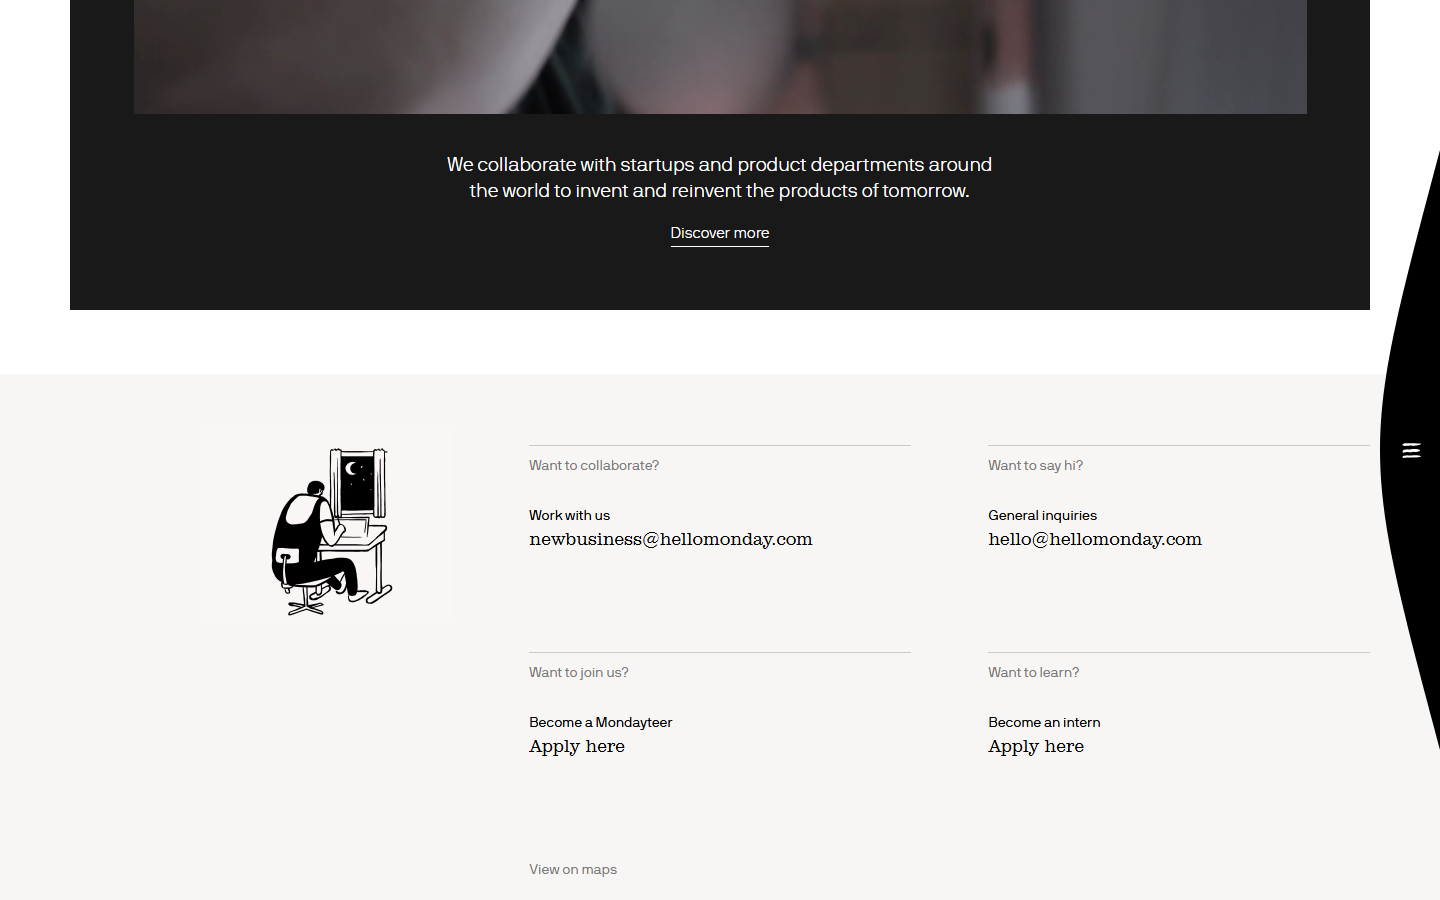 We collaborate with startups and product departments around
the world to invent and reinvent the products of tomorrow.
Discover more
Want to collaborate?
Work with us
newbusiness@hellomonday.com
Want to say hi?
General inquiries
hello@hellomonday.com
Want to join us?
Become a Mondayteer
Apply here
Want to learn?
Become an intern
Apply here
View on maps